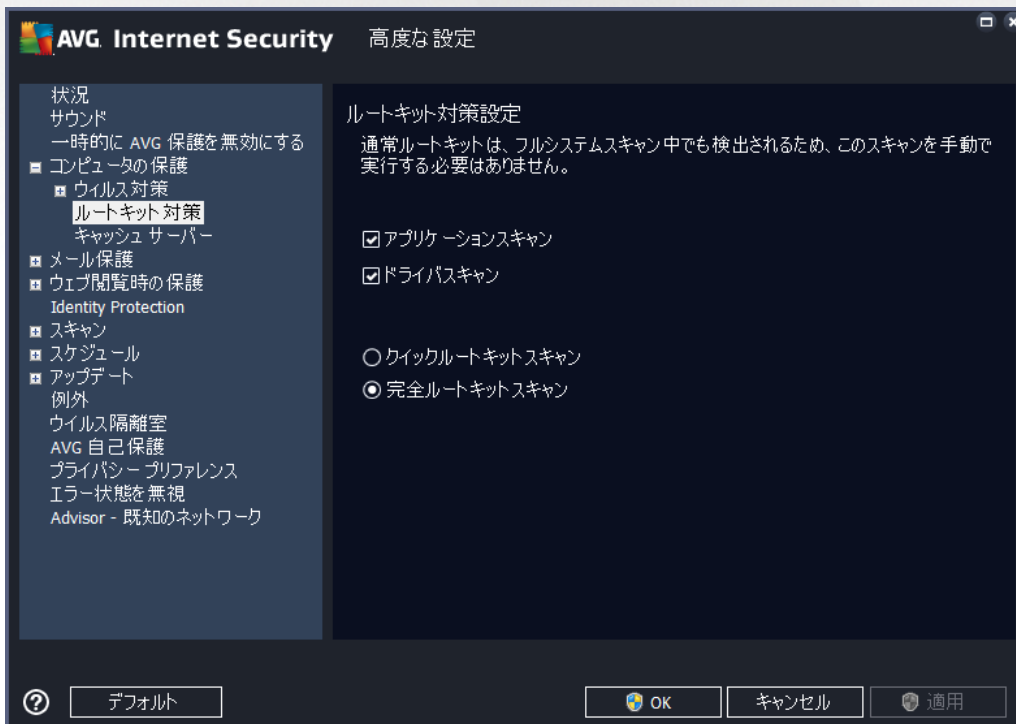 AVG Internet Security 高度な設定
状況
サウンド
一時的に AVG 保護を無効にする
コンピュータの保護
ウィルス対策
ルートキット対策
キャッシュ サーバー
メール保護
ウェブ閲覧時の保護
Identity Protection
スキャン
スケジュール
アップデート
例外
ウイルス隔離室
AVG 自己保護
プライバシー プリファレンス
エラー状態を無視
Advisor - 既知のネットワーク
ルートキット対策設定
通常ルートキットは、フルシステムスキャン中でも検出されるため、このスキャンを手動で
実行する必要はありません。
アプリケーションスキャン
ドライバスキャン
クイックルートキットスキャン
完全ルートキットスキャン
? デフォルト OK キャンセル 適用